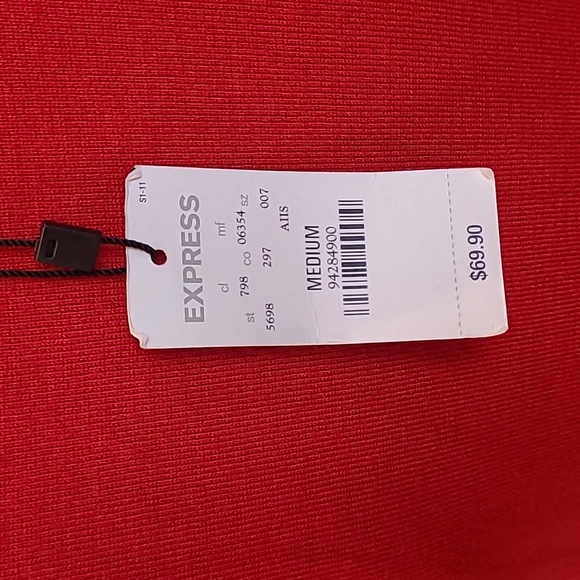 S1-11
EXPRESS
cl mf
798 co 06354 sz 007
st
5698 297 AIIS
MEDIUM
94284900
$69.90